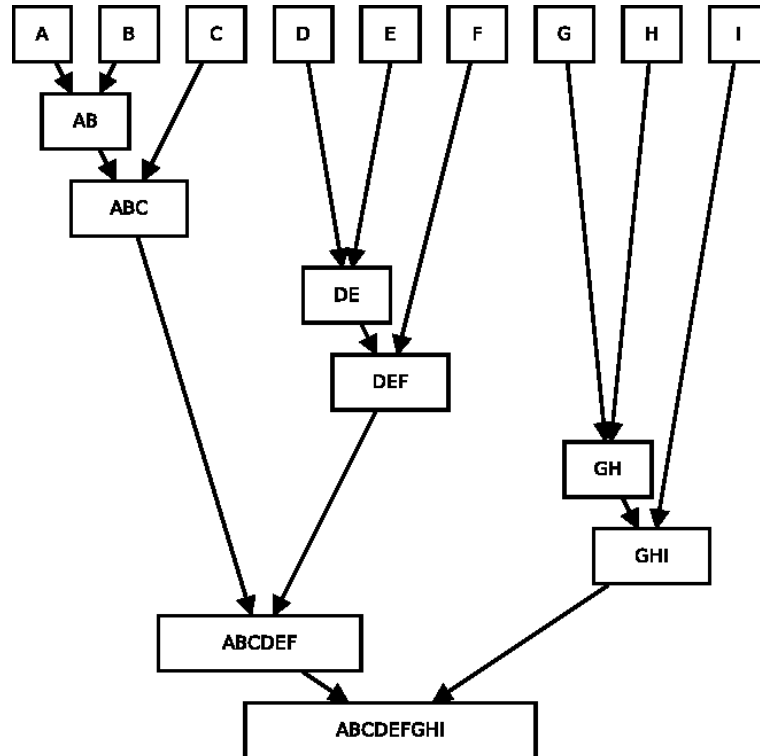 A B C D E F G H I
AB
ABC
DE
DEF
GH
GHI
ABCDEF
ABCDEFGHI